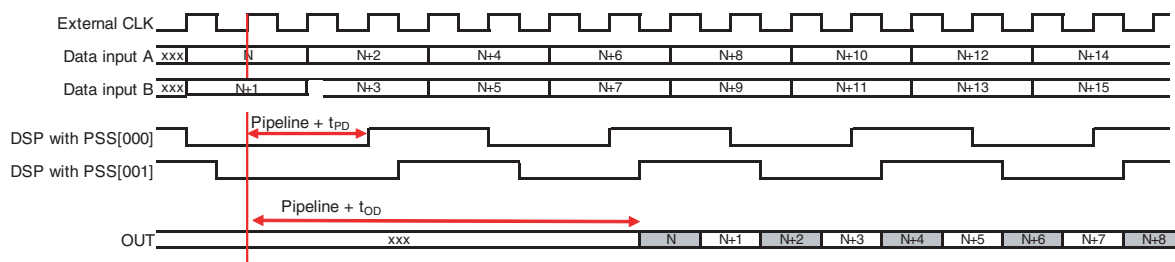 External CLK
Data input A xxx N N+2 N+4 N+6 N+8 N+10 N+12 N+14
Data input B xxx N+1 N+3 N+5 N+7 N+9 N+11 N+13 N+15
Pipeline + tPD
DSP with PSS[000]
DSP with PSS[001]
Pipeline + tOD
OUT xxx N N+1 N+2 N+3 N+4 N+5 N+6 N+7 N+8